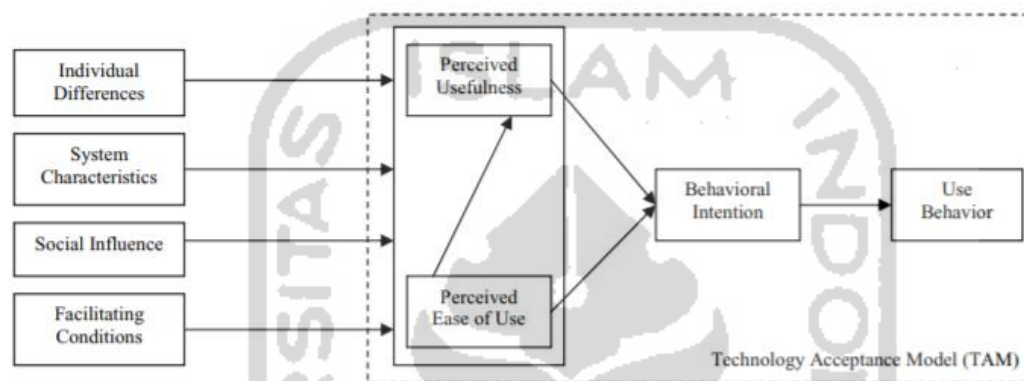 Individual
Differences
System
Characteristics
Social Influence
Facilitating
Conditions
Perceived
Usefulness
Perceived
Ease of Use
Behavioral
Intention
Use
Behavior
Technology Acceptance Model (TAM)
ISLAM